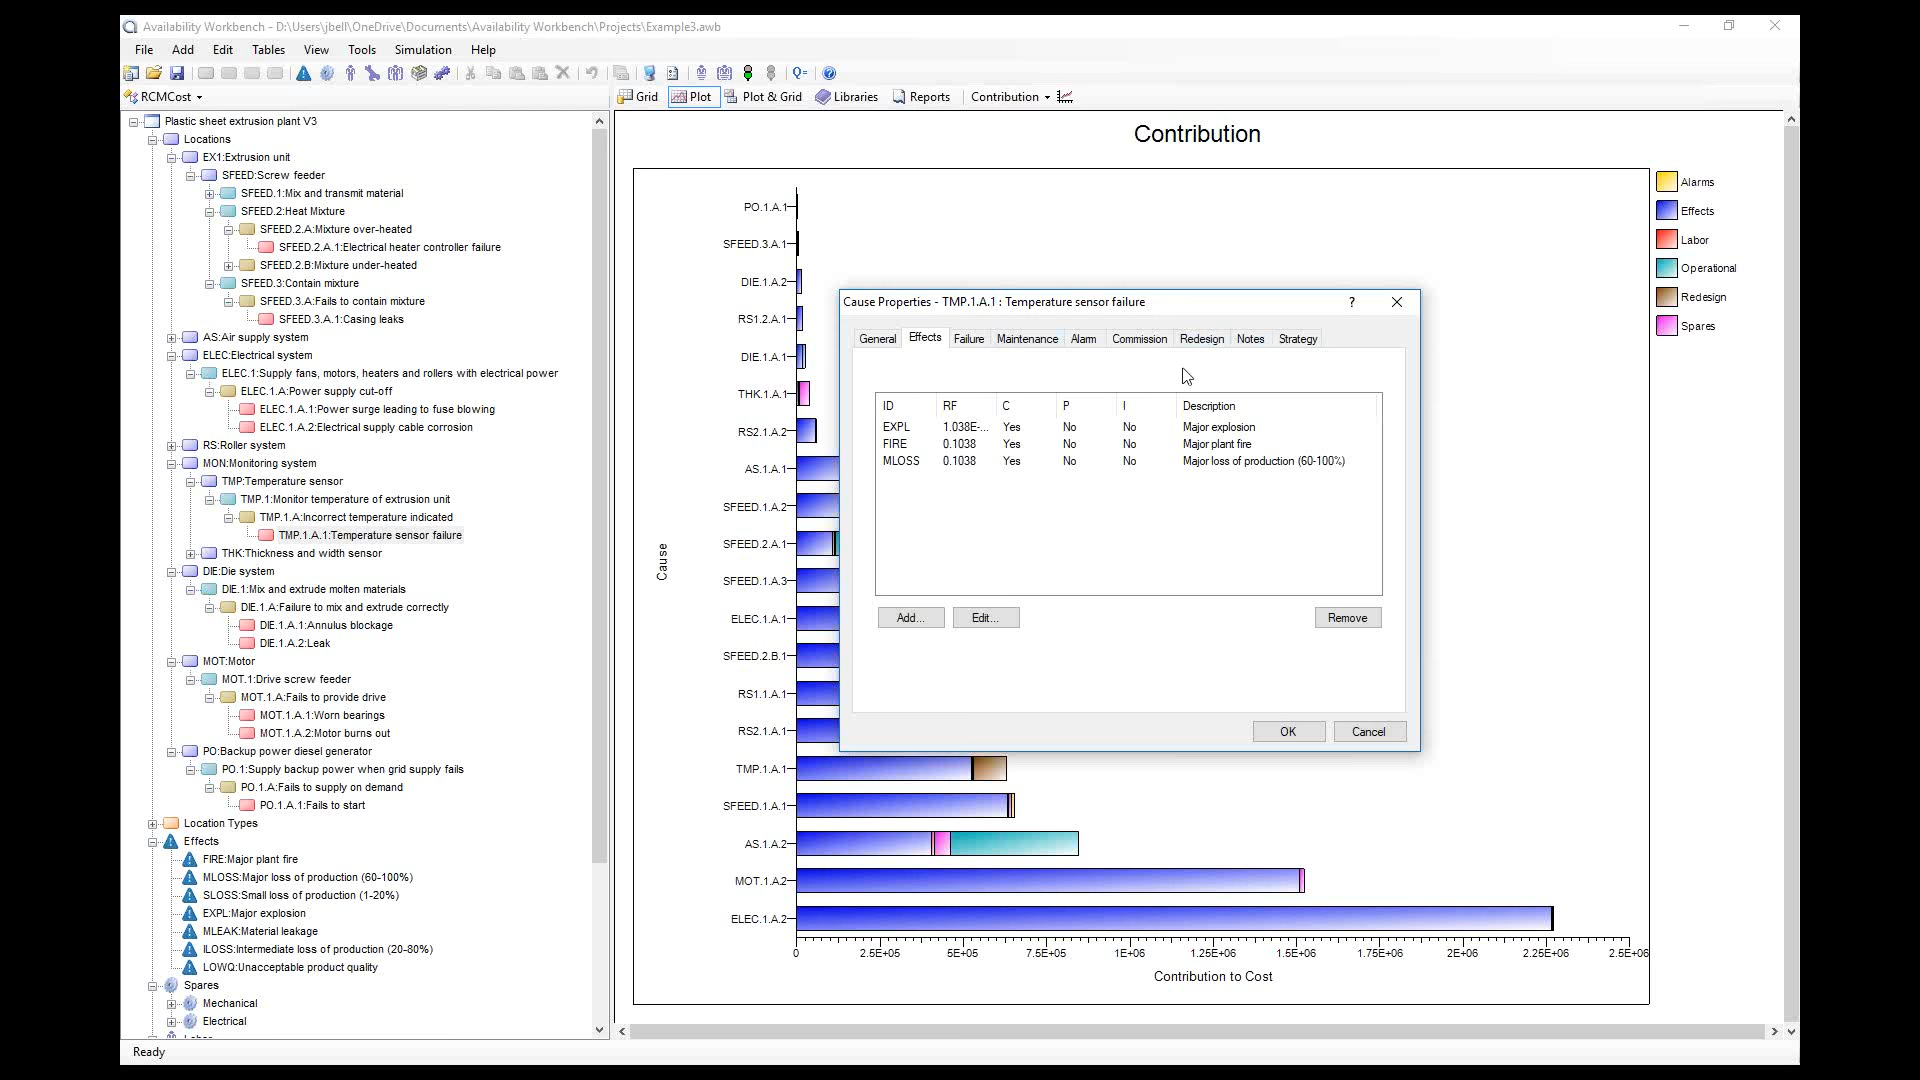 Availability Workbench - D:\Users\jbell\OneDrive\Documents\Availability Workbench\Projects\Example3.awb
File Add Edit Tables View Tools Simulation Help
RCMCost
Grid Plot Plot & Grid Libraries Reports Contribution
Plastic sheet extrusion plant V3
Locations
EX1:Extrusion unit
SFEED:Screw feeder
SFEED.1:Mix and transmit material
SFEED.2:Heat Mixture
SFEED.2.A:Mixture over-heated
SFEED.2.A.1:Electrical heater controller failure
SFEED.2.B:Mixture under-heated
SFEED.3:Contain mixture
SFEED.3.A:Fails to contain mixture
SFEED.3.A.1:Casing leaks
AS:Air supply system
ELEC:Electrical system
ELEC.1:Supply fans, motors, heaters and rollers with electrical power
ELEC.1.A:Power supply cut-off
ELEC.1.A.1:Power surge leading to fuse blowing
ELEC.1.A.2:Electrical supply cable corrosion
RS:Roller system
MON:Monitoring system
TMP:Temperature sensor
TMP.1:Monitor temperature of extrusion unit
TMP.1.A:Incorrect temperature indicated
TMP.1.A.1:Temperature sensor failure
THK:Thickness and width sensor
DIE:Die system
DIE.1:Mix and extrude molten materials
DIE.1.A:Failure to mix and extrude correctly
DIE.1.A.1:Annulus blockage
DIE.1.A.2:Leak
MOT:Motor
MOT.1:Drive screw feeder
MOT.1.A:Fails to provide drive
MOT.1.A.1:Worn bearings
MOT.1.A.2:Motor burns out
PO:Backup power diesel generator
PO.1:Supply backup power when grid supply fails
PO.1.A:Fails to supply on demand
PO.1.A.1:Fails to start
Location Types
Effects
FIRE:Major plant fire
MLOSS:Major loss of production (60-100%)
SLOSS:Small loss of production (1-20%)
EXPL:Major explosion
MLEAK:Material leakage
ILOSS:Intermediate loss of production (20-80%)
LOWQ:Unacceptable product quality
Spares
Mechanical
Electrical
Ready
Contribution
Cause
PO.1.A.1
SFEED.3.A.1
DIE.1.A.2
RS1.2.A.1
DIE.1.A.1
THK.1.A.1
RS2.1.A.2
AS.1.A.1
SFEED.1.A.2
SFEED.2.A.1
SFEED.1.A.3
ELEC.1.A.1
SFEED.2.B.1
RS1.1.A.1
RS2.1.A.1
TMP.1.A.1
SFEED.1.A.1
AS.1.A.2
MOT.1.A.2
ELEC.1.A.2
0 2.5E+05 5E+05 7.5E+05 1E+06 1.25E+06 1.5E+06 1.75E+06 2E+06 2.25E+06 2.5E+06
Contribution to Cost
Alarms
Effects
Labor
Operational
Redesign
Spares
Cause Properties - TMP.1.A.1 : Temperature sensor failure
General Effects Failure Maintenance Alarm Commission Redesign Notes Strategy
ID RF C P I Description
EXPL 1.038E-... Yes No No Major explosion
FIRE 0.1038 Yes No No Major plant fire
MLOSS 0.1038 Yes No No Major loss of production (60-100%)
Add... Edit... Remove
OK Cancel